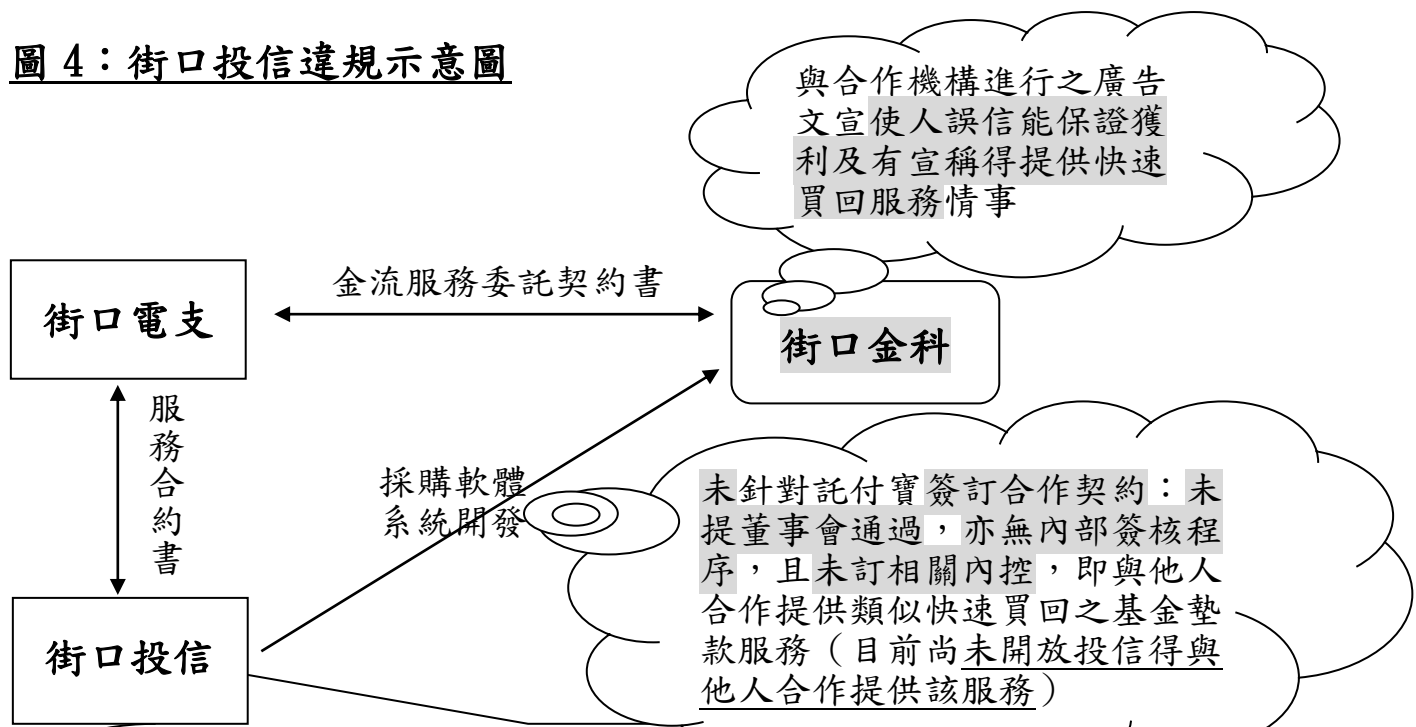 圖 4：街口投信違規示意圖
與合作機構進行之廣告
文宣使人誤信能保證獲
利及有宣稱得提供快速
買回服務情事
金流服務委託契約書
街口電支
街口金科
服務合約書
採購軟體
系統開發
未針對託付寶簽訂合作契約：未
提董事會通過，亦無內部簽核程
序，且未訂相關內控，即與他人
合作提供類似快速買回之基金墊
款服務（目前尚未開放投信得與
他人合作提供該服務）
街口投信